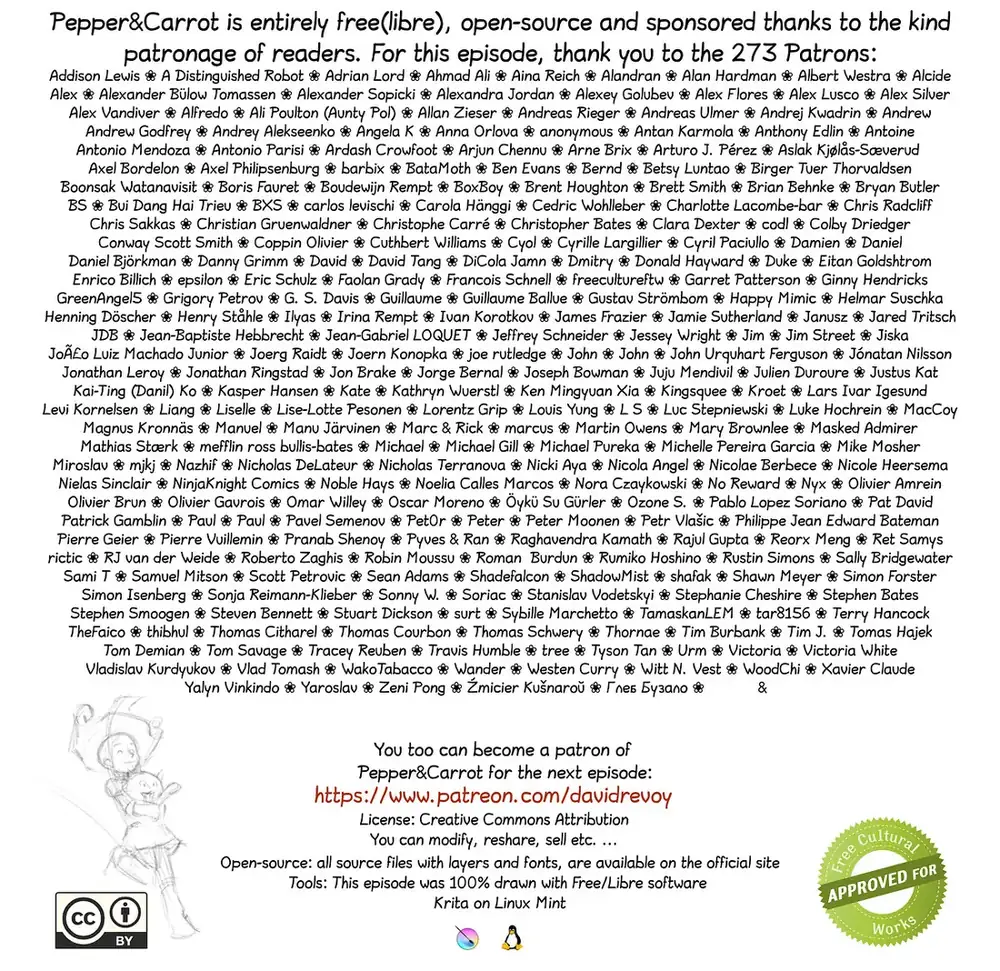 Pepper&Carrot is entirely free(libre), open-source and sponsored thanks to the kind
patronage of readers. For this episode, thank you to the 273 Patrons:
Addison Lewis ❀ A Distinguished Robot ❀ Adrian Lord ❀ Ahmad Ali ❀ Aina Reich ❀ Alandran ❀ Alan Hardman ❀ Albert Westra ❀ Alcide
Alex ❀ Alexander Bülow Tomassen ❀ Alexander Sopicki ❀ Alexandra Jordan ❀ Alexey Golubev ❀ Alex Flores ❀ Alex Lusco ❀ Alex Silver
Alex Vandiver ❀ Alfredo ❀ Ali Poulton (Aunty Pol) ❀ Allan Zieser ❀ Andreas Rieger ❀ Andreas Ulmer ❀ Andrej Kwadrin ❀ Andrew
Andrew Godfrey ❀ Andrey Alekseenko ❀ Angela K ❀ Anna Orlova ❀ anonymous ❀ Antan Karmola ❀ Anthony Edlin ❀ Antoine
Antonio Mendoza ❀ Antonio Parisi ❀ Ardash Crowfoot ❀ Arjun Chennu ❀ Arne Brix ❀ Arturo J. Pérez ❀ Aslak Kjølås-Sæverud
Axel Bordelon ❀ Axel Philipsenburg ❀ barbix ❀ BataMoth ❀ Ben Evans ❀ Bernd ❀ Betsy Luntao ❀ Birger Tuer Thorvaldsen
Boonsak Watanavisit ❀ Boris Fauret ❀ Boudewijn Rempt ❀ BoxBoy ❀ Brent Houghton ❀ Brett Smith ❀ Brian Behnke ❀ Bryan Butler
BS ❀ Bui Dang Hai Trieu ❀ BXS ❀ carlos levischi ❀ Carola Hänggi ❀ Cedric Wohlleber ❀ Charlotte Lacombe-bar ❀ Chris Radcliff
Chris Sakkas ❀ Christian Gruenwaldner ❀ Christophe Carré ❀ Christopher Bates ❀ Clara Dexter ❀ codl ❀ Colby Driedger
Conway Scott Smith ❀ Coppin Olivier ❀ Cuthbert Williams ❀ Cyol ❀ Cyrille Largillier ❀ Cyril Paciullo ❀ Damien ❀ Daniel
Daniel Björkman ❀ Danny Grimm ❀ David ❀ David Tang ❀ DiCola Jamn ❀ Dmitry ❀ Donald Hayward ❀ Duke ❀ Eitan Goldshtrom
Enrico Billich ❀ epsilon ❀ Eric Schulz ❀ Faolan Grady ❀ Francois Schnell ❀ freecultureftw ❀ Garret Patterson ❀ Ginny Hendricks
GreenAngel5 ❀ Grigory Petrov ❀ G. S. Davis ❀ Guillaume ❀ Guillaume Ballue ❀ Gustav Strömbom ❀ Happy Mimic ❀ Helmar Suschka
Henning Döscher ❀ Henry Ståhle ❀ Ilyas ❀ Irina Rempt ❀ Ivan Korotkov ❀ James Frazier ❀ Jamie Sutherland ❀ Janusz ❀ Jared Tritsch
JDB ❀ Jean-Baptiste Hebbrecht ❀ Jean-Gabriel LOQUET ❀ Jeffrey Schneider ❀ Jessey Wright ❀ Jim ❀ Jim Street ❀ Jiska
JoÃ£o Luiz Machado Junior ❀ Joerg Raidt ❀ Joern Konopka ❀ joe rutledge ❀ John ❀ John ❀ John Urquhart Ferguson ❀ Jónatan Nilsson
Jonathan Leroy ❀ Jonathan Ringstad ❀ Jon Brake ❀ Jorge Bernal ❀ Joseph Bowman ❀ Juju Mendivil ❀ Julien Duroure ❀ Justus Kat
Kai-Ting (Danil) Ko ❀ Kasper Hansen ❀ Kate ❀ Kathryn Wuerstl ❀ Ken Mingyuan Xia ❀ Kingsquee ❀ Kroet ❀ Lars Ivar Igesund
Levi Kornelsen ❀ Liang ❀ Liselle ❀ Lise-Lotte Pesonen ❀ Lorentz Grip ❀ Louis Yung ❀ L S ❀ Luc Stepniewski ❀ Luke Hochrein ❀ MacCoy
Magnus Kronnäs ❀ Manuel ❀ Manu Järvinen ❀ Marc & Rick ❀ marcus ❀ Martin Owens ❀ Mary Brownlee ❀ Masked Admirer
Mathias Stærk ❀ mefflin ross bullis-bates ❀ Michael ❀ Michael Gill ❀ Michael Pureka ❀ Michelle Pereira Garcia ❀ Mike Mosher
Miroslav ❀ mjkj ❀ Nazhif ❀ Nicholas DeLateur ❀ Nicholas Terranova ❀ Nicki Aya ❀ Nicola Angel ❀ Nicolae Berbece ❀ Nicole Heersema
Nielas Sinclair ❀ NinjaKnight Comics ❀ Noble Hays ❀ Noelia Calles Marcos ❀ Nora Czaykowski ❀ No Reward ❀ Nyx ❀ Olivier Amrein
Olivier Brun ❀ Olivier Gavrois ❀ Omar Willey ❀ Oscar Moreno ❀ Öykü Su Gürler ❀ Ozone S. ❀ Pablo Lopez Soriano ❀ Pat David
Patrick Gamblin ❀ Paul ❀ Paul ❀ Pavel Semenov ❀ Pet0r ❀ Peter ❀ Peter Moonen ❀ Petr Vlašic ❀ Philippe Jean Edward Bateman
Pierre Geier ❀ Pierre Vuillemin ❀ Pranab Shenoy ❀ Pyves & Ran ❀ Raghavendra Kamath ❀ Rajul Gupta ❀ Reorx Meng ❀ Ret Samys
rictic ❀ RJ van der Weide ❀ Roberto Zaghis ❀ Robin Moussu ❀ Roman  Burdun ❀ Rumiko Hoshino ❀ Rustin Simons ❀ Sally Bridgewater
Sami T ❀ Samuel Mitson ❀ Scott Petrovic ❀ Sean Adams ❀ Shadefalcon ❀ ShadowMist ❀ shafak ❀ Shawn Meyer ❀ Simon Forster
Simon Isenberg ❀ Sonja Reimann-Klieber ❀ Sonny W. ❀ Soriac ❀ Stanislav Vodetskyi ❀ Stephanie Cheshire ❀ Stephen Bates
Stephen Smoogen ❀ Steven Bennett ❀ Stuart Dickson ❀ surt ❀ Sybille Marchetto ❀ TamaskanLEM ❀ tar8156 ❀ Terry Hancock
TheFaico ❀ thibhul ❀ Thomas Citharel ❀ Thomas Courbon ❀ Thomas Schwery ❀ Thornae ❀ Tim Burbank ❀ Tim J. ❀ Tomas Hajek
Tom Demian ❀ Tom Savage ❀ Tracey Reuben ❀ Travis Humble ❀ tree ❀ Tyson Tan ❀ Urm ❀ Victoria ❀ Victoria White
Vladislav Kurdyukov ❀ Vlad Tomash ❀ WakoTabacco ❀ Wander ❀ Westen Curry ❀ Witt N. Vest ❀ WoodChi ❀ Xavier Claude
Yalyn Vinkindo ❀ Yaroslav ❀ Zeni Pong ❀ Źmicier Kušnaroŭ ❀ Глеб Бузало ❀ &
You too can become a patron of
Pepper&Carrot for the next episode:
https://www.patreon.com/davidrevoy
License: Creative Commons Attribution
You can modify, reshare, sell etc. ...
Open-source: all source files with layers and fonts, are available on the official site
Tools: This episode was 100% drawn with Free/Libre software
Krita on Linux Mint
cc
BY
Free Cultural
APPROVED FOR
Works